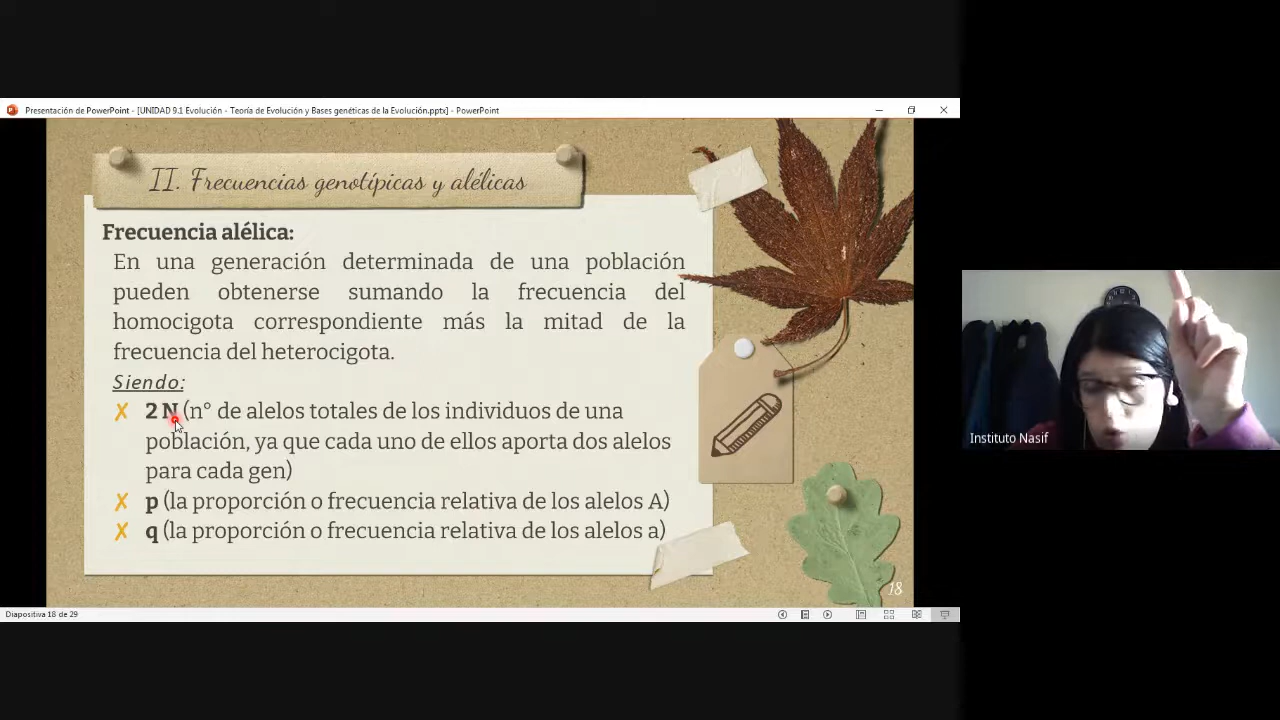 Presentación de PowerPoint - [UNIDAD 9.1 Evolución - Teoría de Evolución y Bases genéticas de la Evolución.pptx] - PowerPoint
II. Frecuencias genotípicas y alélicas
Frecuencia alélica:
En una generación determinada de una población
pueden obtenerse sumando la frecuencia del
homocigota correspondiente más la mitad de la
frecuencia del heterocigota.
Siendo:
✗ 2 N (n° de alelos totales de los individuos de una
población, ya que cada uno de ellos aporta dos alelos
para cada gen)
✗ p (la proporción o frecuencia relativa de los alelos A)
✗ q (la proporción o frecuencia relativa de los alelos a)
18
Instituto Nasif
Diapositiva 18 de 29